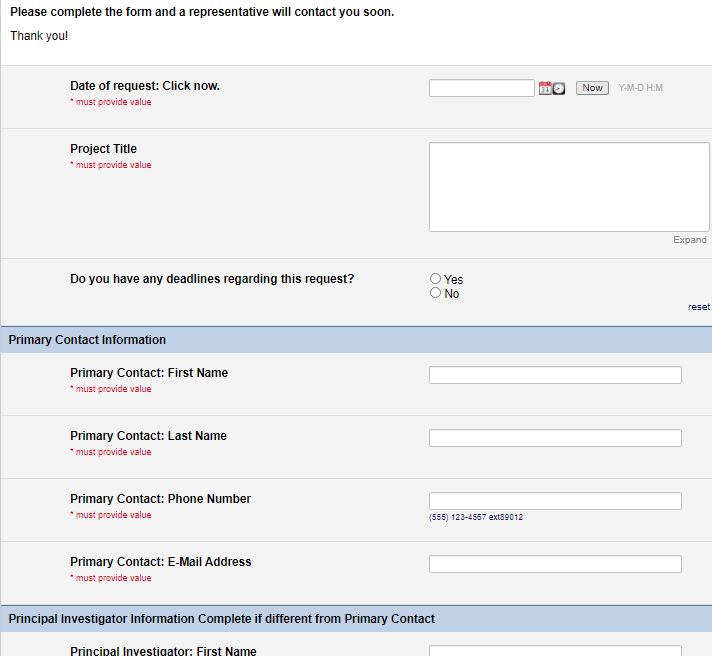 Please complete the form and a representative will contact you soon.
Thank you!
Date of request: Click now.
* must provide value
31
Now
Y-M-D H:M
Project Title
* must provide value
Expand
Do you have any deadlines regarding this request?
Yes
No
reset
Primary Contact Information
Primary Contact: First Name
* must provide value
Primary Contact: Last Name
* must provide value
Primary Contact: Phone Number
* must provide value
(555) 123-4567 ext89012
Primary Contact: E-Mail Address
* must provide value
Principal Investigator Information Complete if different from Primary Contact
Principal Investigator: First Name